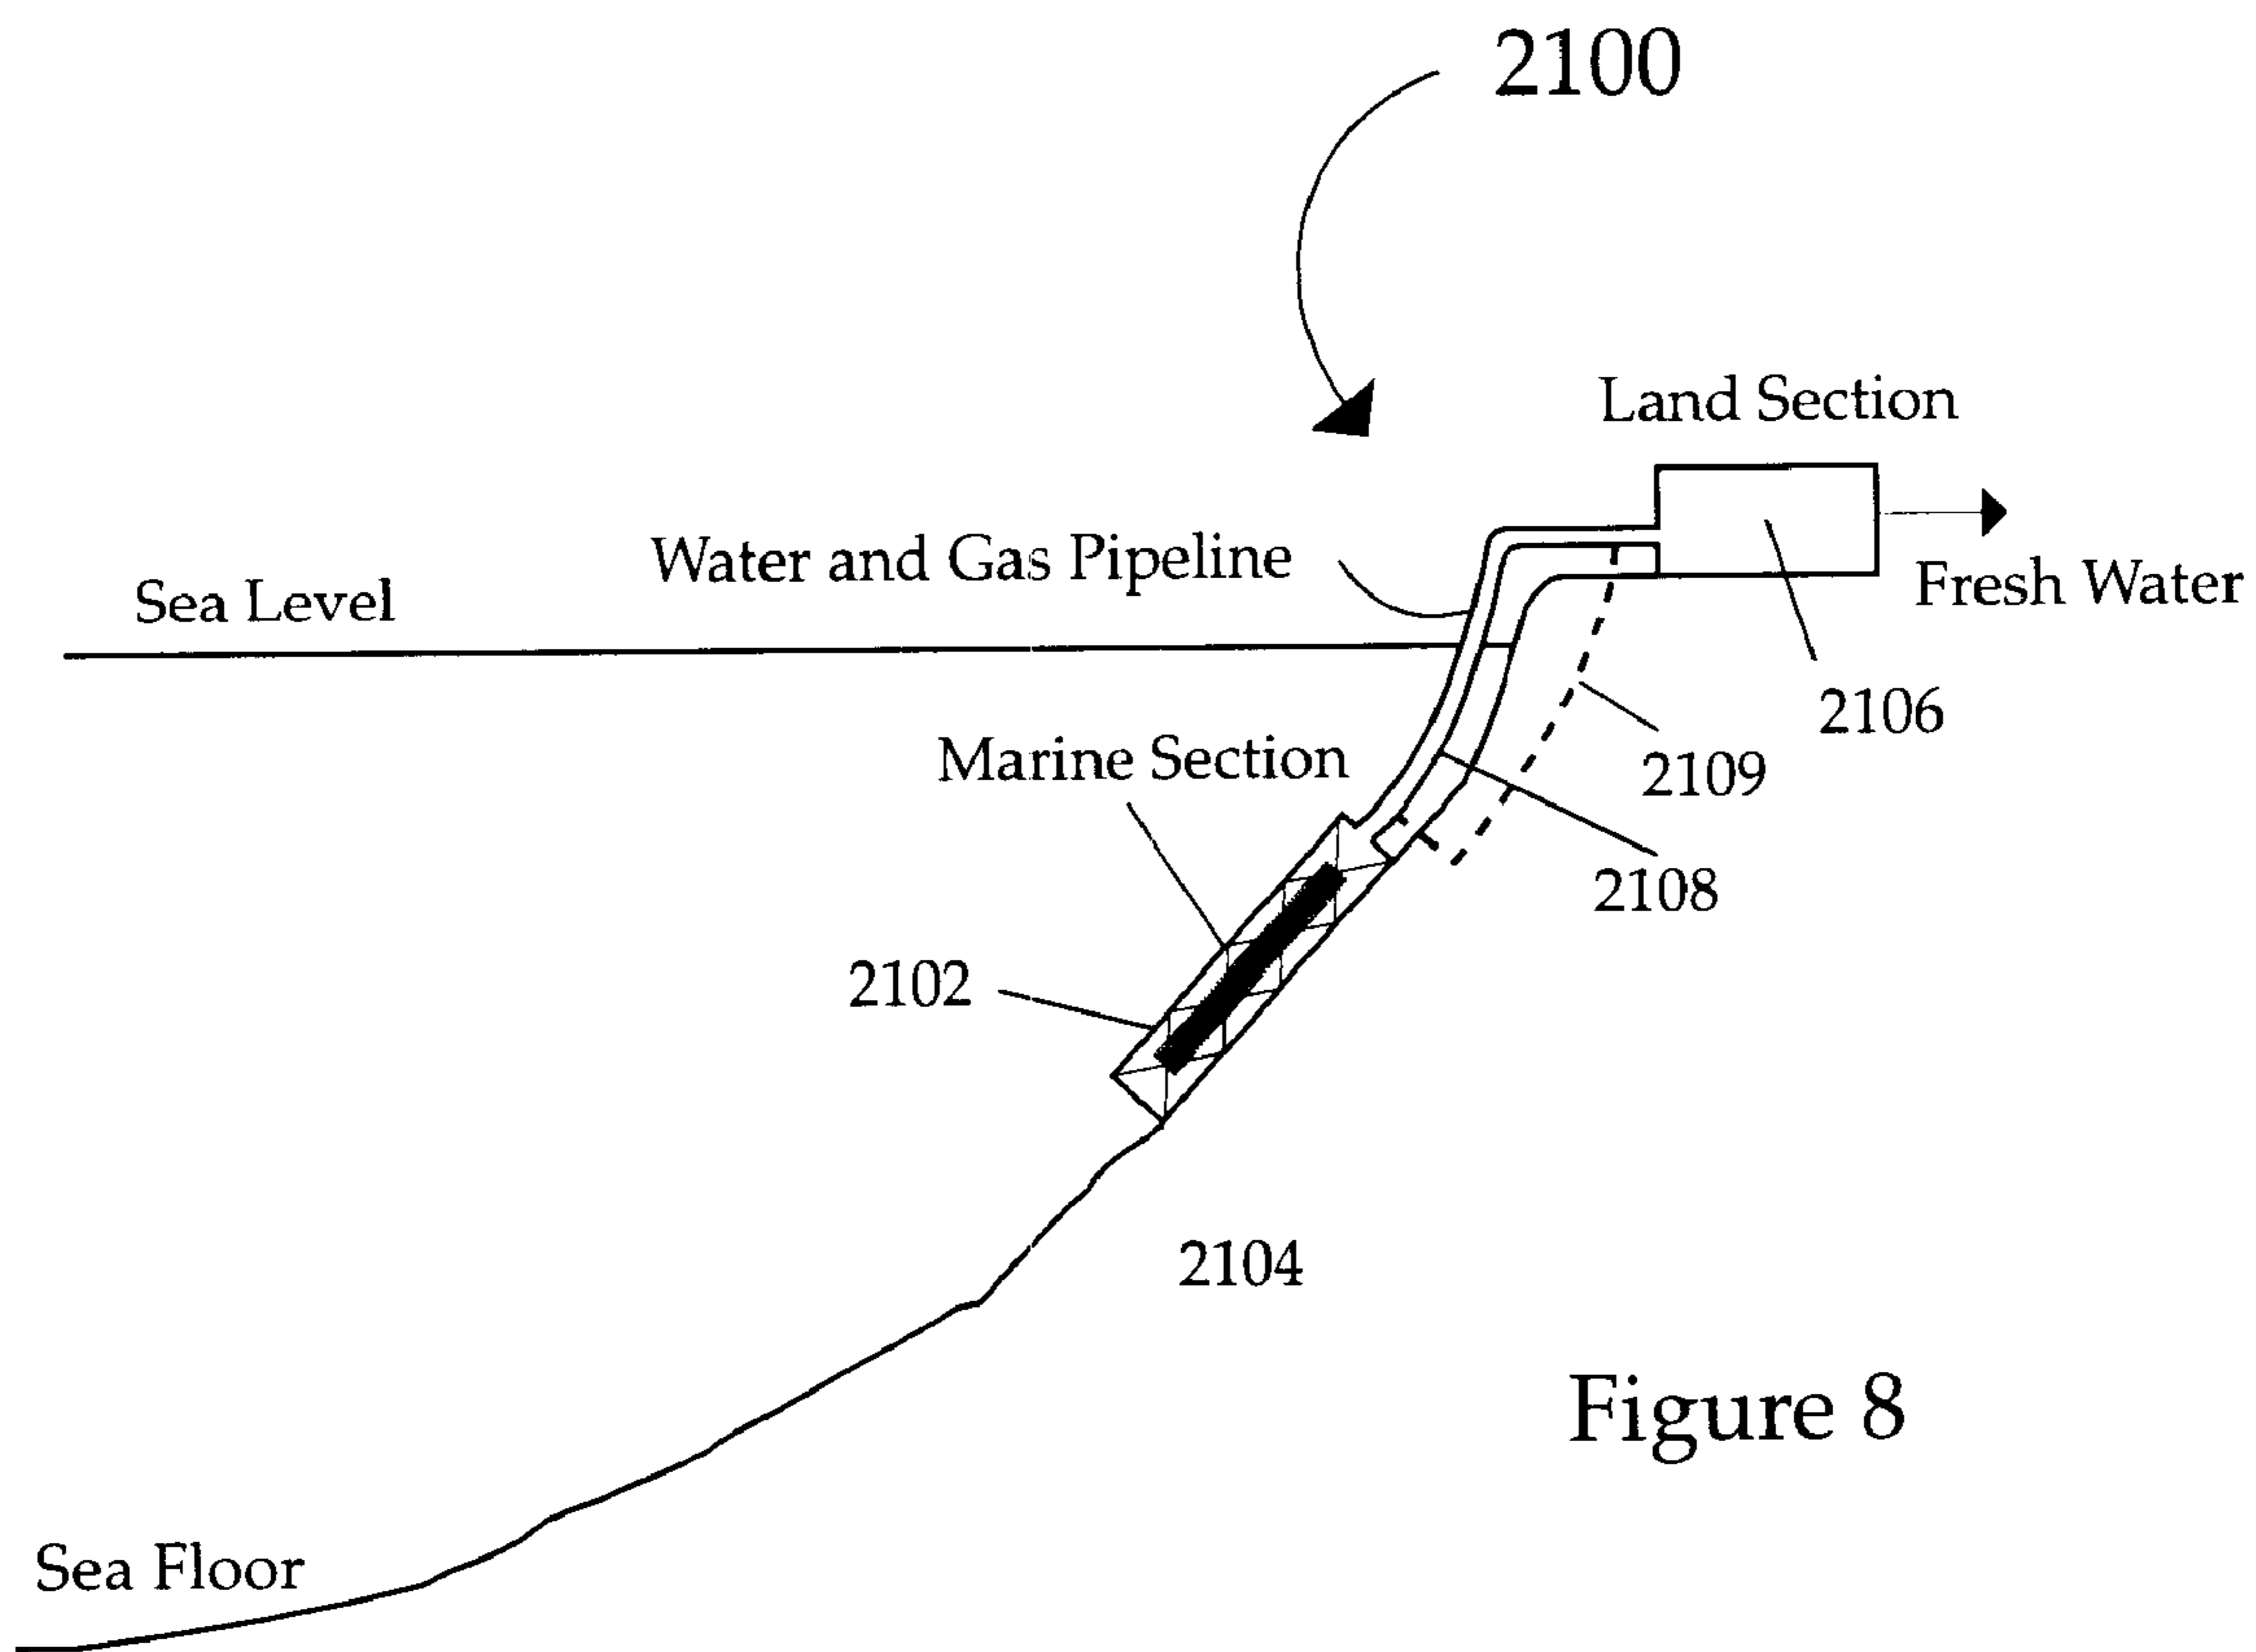 2100
Land Section
Water and Gas Pipeline
Sea Level
Fresh Water
2106
Marine Section
2109
2108
2102
2104
Figure 8
Sea Floor